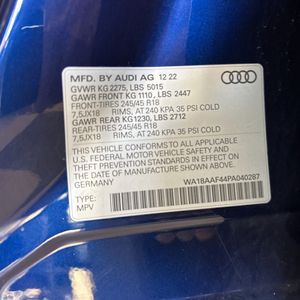 MFD. BY AUDI AG 12 22
GVWR KG 2275, LBS 5015
GAWR FRONT KG 1110, LBS 2447
FRONT-TIRES 245/45 R18
7,5JX18 RIMS, AT 240 KPA 35 PSI COLD
GAWR REAR KG1230, LBS 2712
REAR-TIRES 245/45 R18
7,5JX18 RIMS, AT 240 KPA 35 PSI COLD
THIS VEHICLE CONFORMS TO ALL APPLICABLE
U.S. FEDERAL MOTOR VEHICLE SAFETY AND
THEFT PREVENTION STANDARDS IN EFFECT ON
THE DATE OF MANUFACTURE SHOWN ABOVE.
GERMANY
WA18AAF44PA040287
TYPE:
MPV